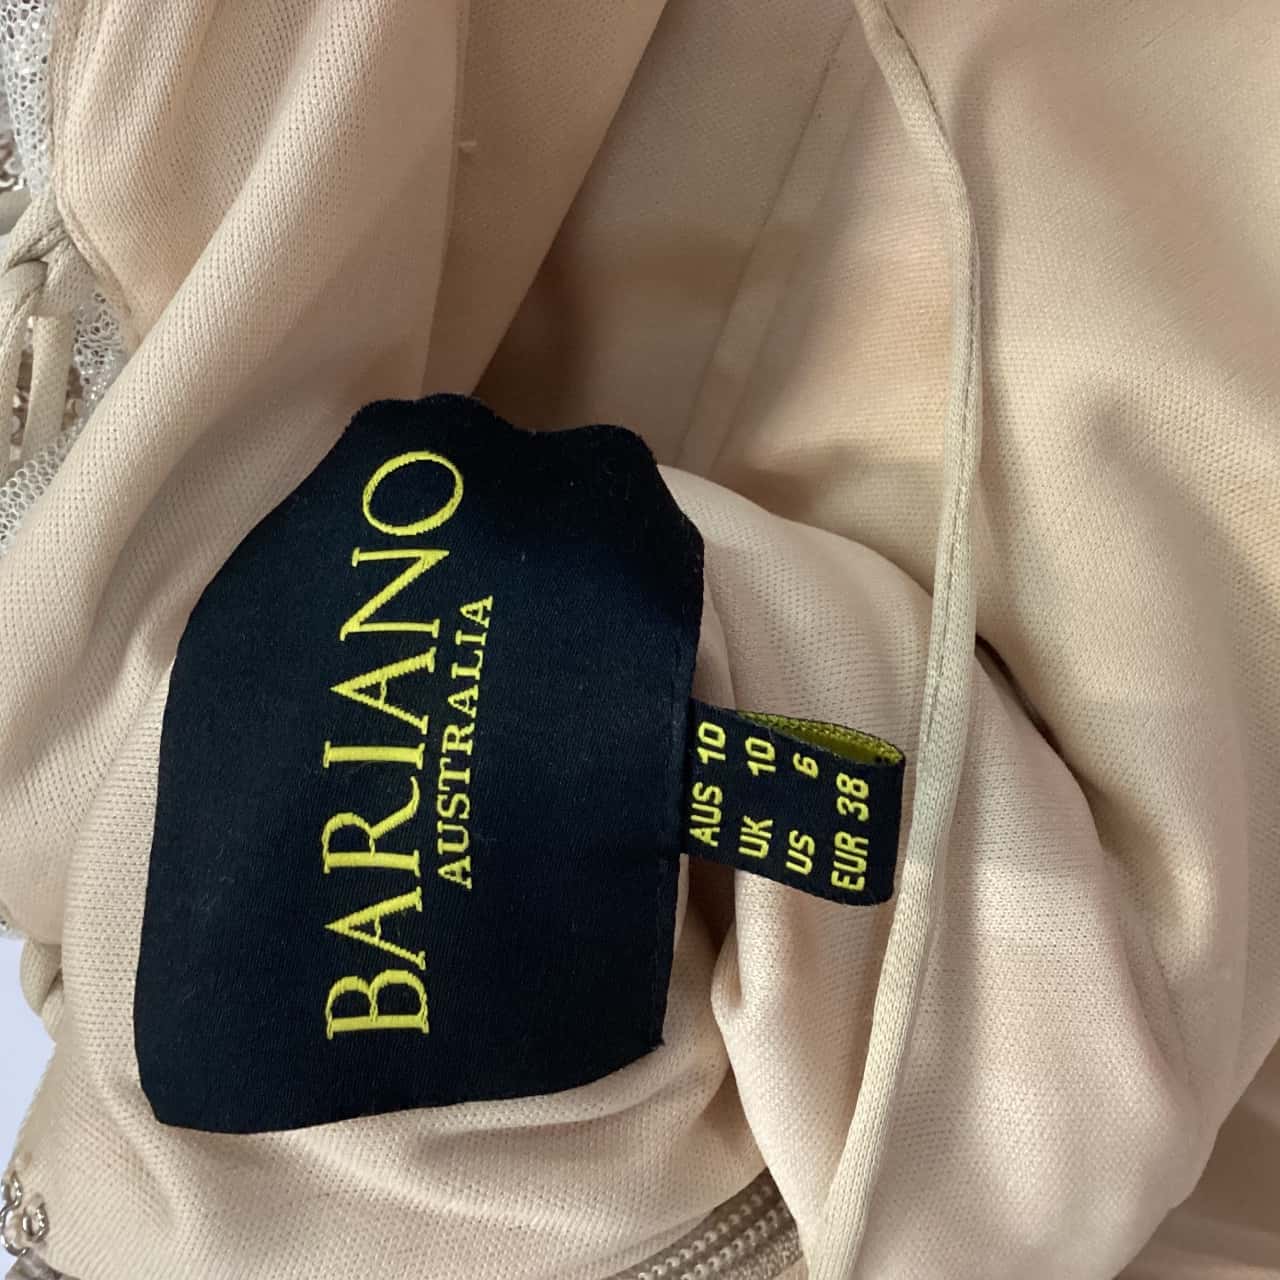 BARIANO
AUSTRALIA
AUS 10
UK 10
US 6
EUR 38